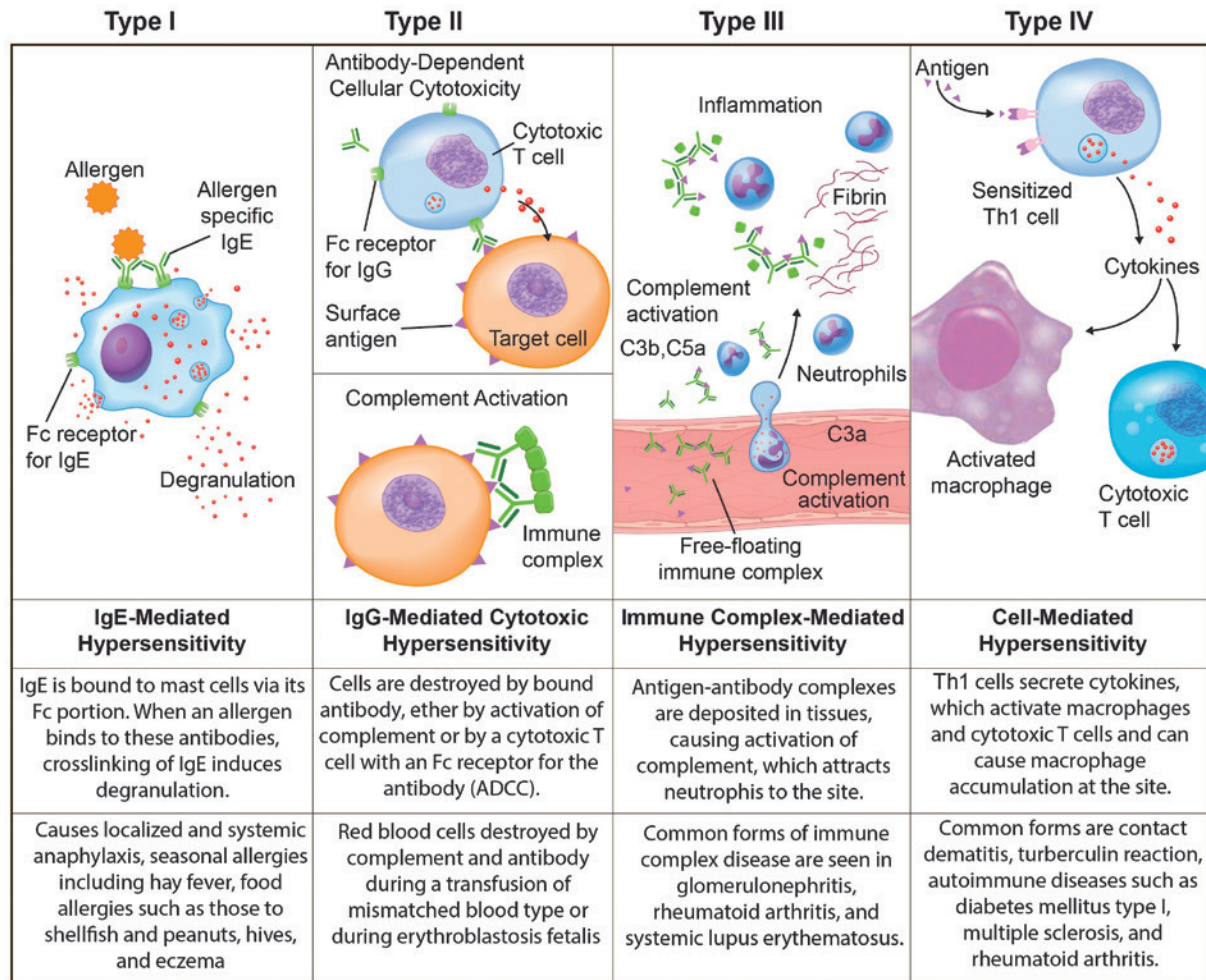 Type I
Type II
Type III
Type IV
Allergen
Allergen
specific
IgE
Fc receptor
for IgE
Degranulation
Antibody-Dependent
Cellular Cytotoxicity
Cytotoxic
T cell
Fc receptor
for IgG
Surface
antigen
Target cell
Complement Activation
Immune
complex
Inflammation
Fibrin
Complement
activation
C3b,C5a
Neutrophils
C3a
Complement
activation
Free-floating
immune complex
Antigen
Sensitized
Th1 cell
Cytokines
Activated
macrophage
Cytotoxic
T cell
IgE-Mediated
Hypersensitivity
IgG-Mediated Cytotoxic
Hypersensitivity
Immune Complex-Mediated
Hypersensitivity
Cell-Mediated
Hypersensitivity
IgE is bound to mast cells via its
Fc portion. When an allergen
binds to these antibodies,
crosslinking of IgE induces
degranulation.
Cells are destroyed by bound
antibody, ether by activation of
complement or by a cytotoxic T
cell with an Fc receptor for the
antibody (ADCC).
Antigen-antibody complexes
are deposited in tissues,
causing activation of
complement, which attracts
neutrophis to the site.
Th1 cells secrete cytokines,
which activate macrophages
and cytotoxic T cells and can
cause macrophage
accumulation at the site.
Causes localized and systemic
anaphylaxis, seasonal allergies
including hay fever, food
allergies such as those to
shellfish and peanuts, hives,
and eczema
Red blood cells destroyed by
complement and antibody
during a transfusion of
mismatched blood type or
during erythroblastosis fetalis
Common forms of immune
complex disease are seen in
glomerulonephritis,
rheumatoid arthritis, and
systemic lupus erythematosus.
Common forms are contact
dematitis, turberculin reaction,
autoimmune diseases such as
diabetes mellitus type I,
multiple sclerosis, and
rheumatoid arthritis.